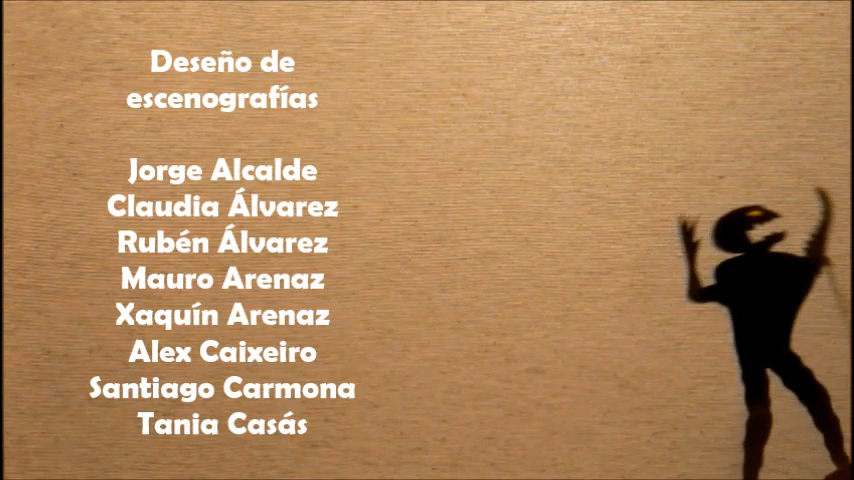 Deseño de
escenografías
Jorge Alcalde
Claudia Álvarez
Rubén Álvarez
Mauro Arenaz
Xaquín Arenaz
Alex Caixeiro
Santiago Carmona
Tania Casás